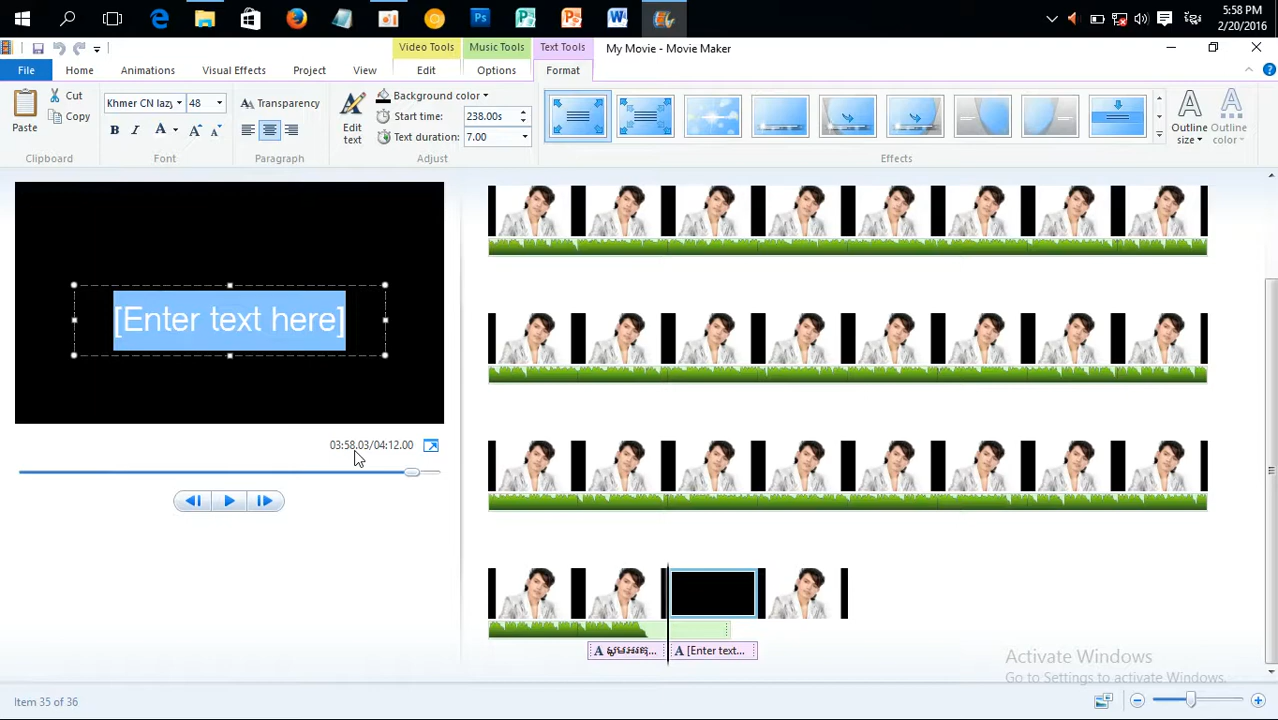 5:58 PM
2/20/2016
Video Tools
Music Tools
Text Tools
My Movie - Movie Maker
File
Home
Animations
Visual Effects
Project
View
Edit
Options
Format
Paste
Cut
Copy
Clipboard
Khmer CN lazy
48
B I A A A
Font
Transparency
Paragraph
Edit text
Background color
Start time: 238.00s
Text duration: 7.00
Adjust
Effects
Outline size
Outline color
[Enter text here]
03:58.03/04:12.00
A
A [Enter text...
Activate Windows
Go to Settings to activate Windows.
Item 35 of 36